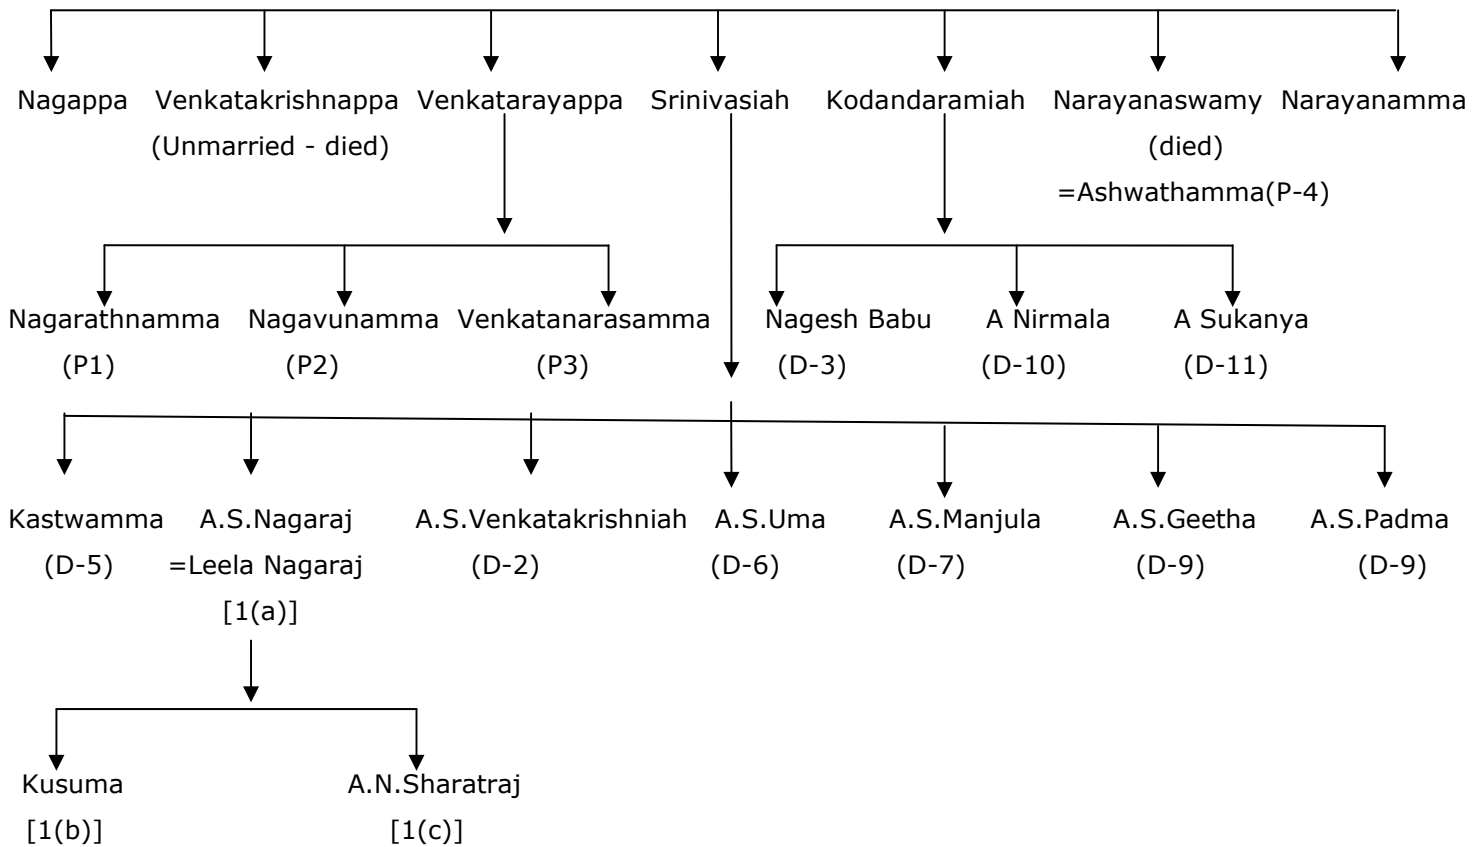 Nagappa Venkatakrishnappa Venkatarayappa Srinivasiah Kodandaramiah Narayanaswamy Narayanamma
(Unmarried - died) (died)
=Ashwathamma(P-4)
Nagarathnamma Nagavunamma Venkatanarasamma Nagesh Babu A Nirmala A Sukanya
(P1) (P2) (P3) (D-3) (D-10) (D-11)
Kastwamma A.S.Nagaraj A.S.Venkatakrishniah A.S.Uma A.S.Manjula A.S.Geetha A.S.Padma
(D-5) =Leela Nagaraj (D-2) (D-6) (D-7) (D-9) (D-9)
[1(a)]
Kusuma A.N.Sharatraj
[1(b)] [1(c)]